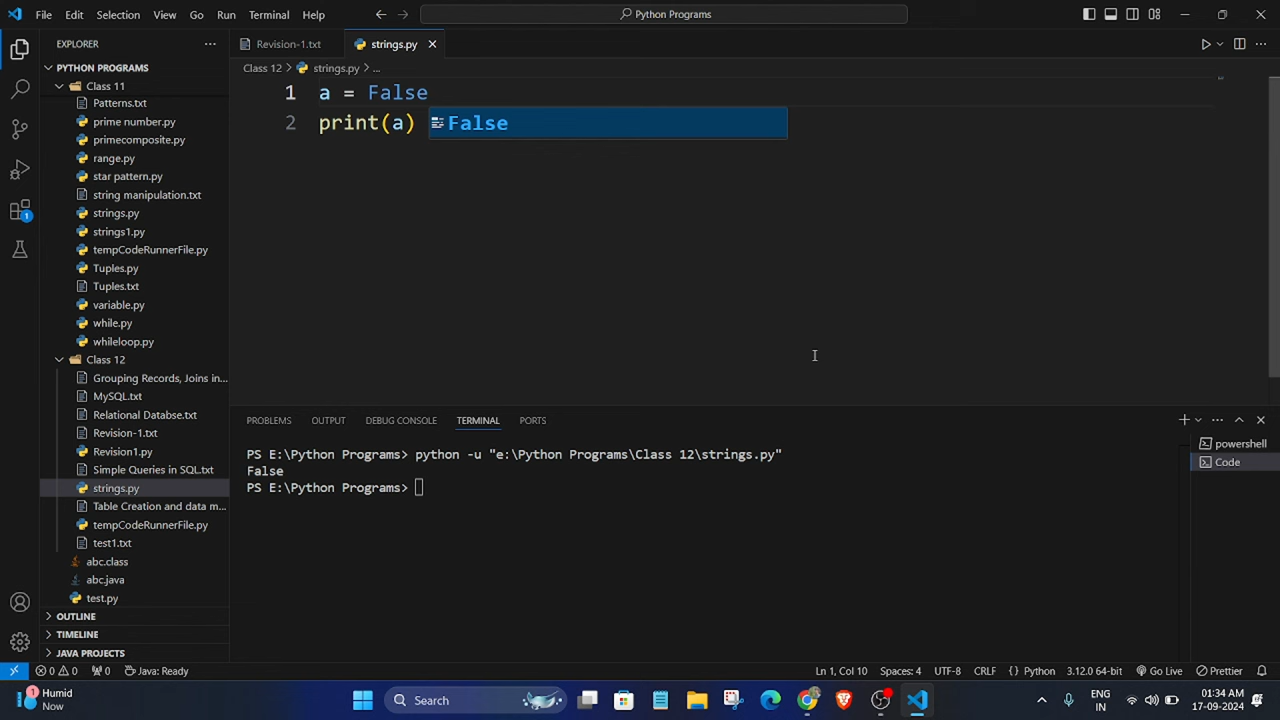 File Edit Selection View Go Run Terminal Help
Python Programs
EXPLORER
Revision-1.txt
strings.py
PYTHON PROGRAMS
Class 12 > strings.py > ...
Class 11
Patterns.txt
prime number.py
primecomposite.py
range.py
star pattern.py
string manipulation.txt
strings.py
strings1.py
tempCodeRunnerFile.py
Tuples.py
Tuples.txt
variable.py
while.py
whileloop.py
Class 12
Grouping Records, Joins in...
MySQL.txt
Relational Databse.txt
Revision-1.txt
Revision1.py
Simple Queries in SQL.txt
strings.py
Table Creation and data m...
tempCodeRunnerFile.py
test1.txt
abc.class
abc.java
test.py
OUTLINE
TIMELINE
JAVA PROJECTS
1
1 a = False
2 print(a)
False
PROBLEMS OUTPUT DEBUG CONSOLE TERMINAL PORTS
powershell
Code
PS E:\Python Programs> python -u "e:\Python Programs\Class 12\strings.py"
False
PS E:\Python Programs>
0 0 0 Java: Ready
Ln 1, Col 10 Spaces: 4 UTF-8 CRLF { } Python 3.12.0 64-bit Go Live Prettier
1
Humid
Now
Search
ENG
IN
01:34 AM
17-09-2024